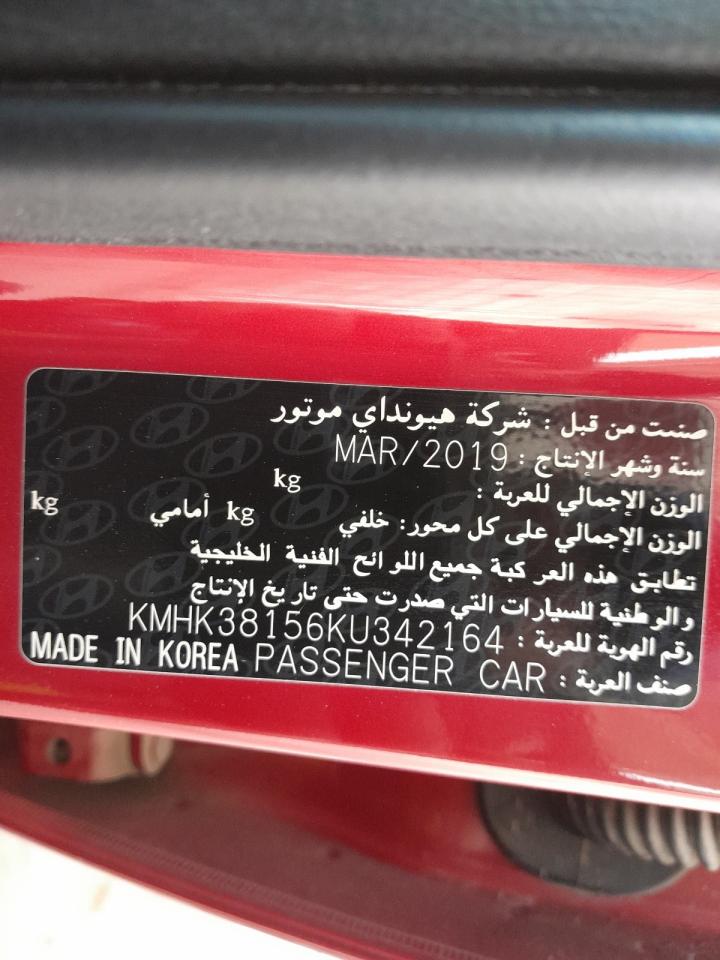 صنعت من قبل : شركة هيونداي موتور
سنة وشهر الإنتاج : MAR/2019
الوزن الإجمالي للعربة : kg
الوزن الإجمالي على كل محور: خلفي kg أمامي kg
تطابق هذه العركبة جميع اللوائح الفنية الخليجية
والوطنية للسيارات التي صدرت حتى تاريخ الإنتاج
رقم الهوية للعربة : KMHK38156KU342164
صنف العربة : PASSENGER CAR MADE IN KOREA